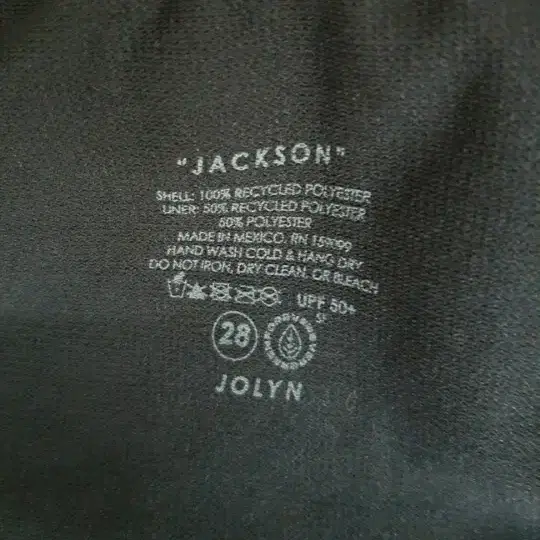 "JACKSON"
SHELL: 100% RECYCLED POLYESTER
LINER: 50% RECYCLED POLYESTER
50% POLYESTER
MADE IN MEXICO, RN 159099
HAND WASH COLD & HANG DRY
DO NOT IRON, DRY CLEAN, OR BLEACH
UPF 50+
28
JOLYN